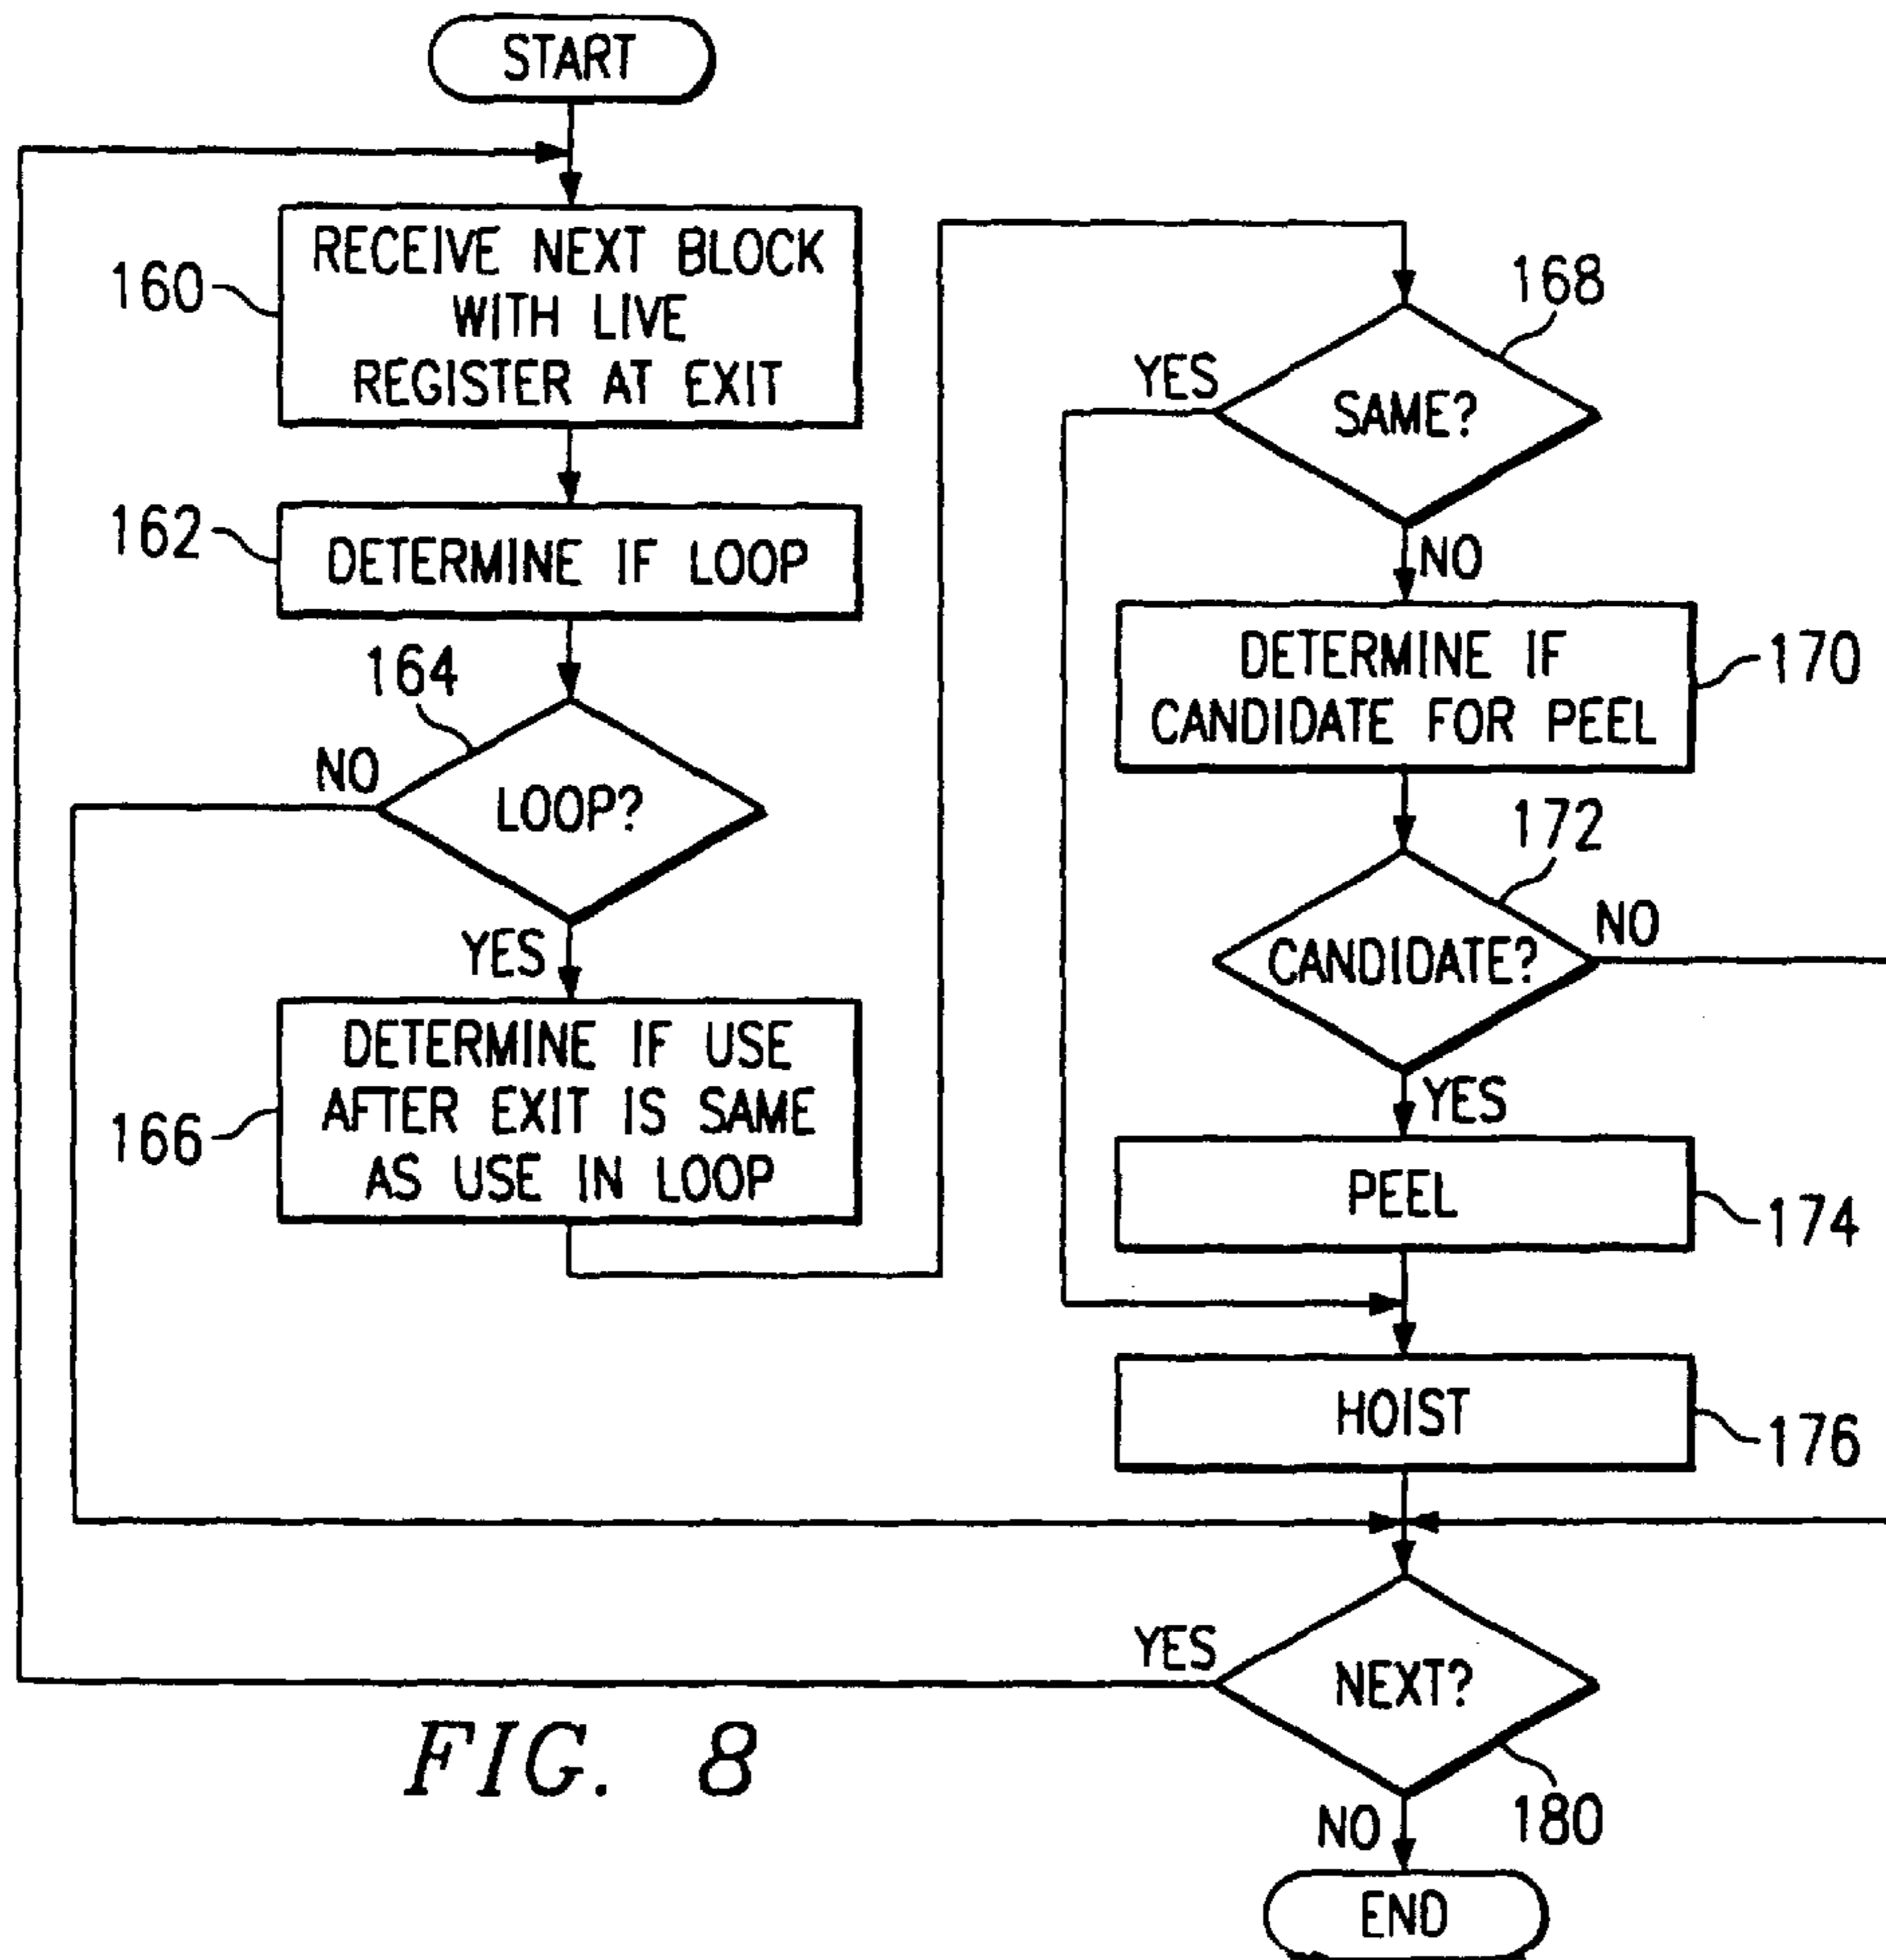 START
160
RECEIVE NEXT BLOCK
WITH LIVE
REGISTER AT EXIT
162
DETERMINE IF LOOP
164
NO
LOOP?
YES
166
DETERMINE IF USE
AFTER EXIT IS SAME
AS USE IN LOOP
168
YES
SAME?
NO
DETERMINE IF
CANDIDATE FOR PEEL
170
172
CANDIDATE?
NO
YES
PEEL
174
HOIST
176
YES
NEXT?
180
NO
END
FIG. 8